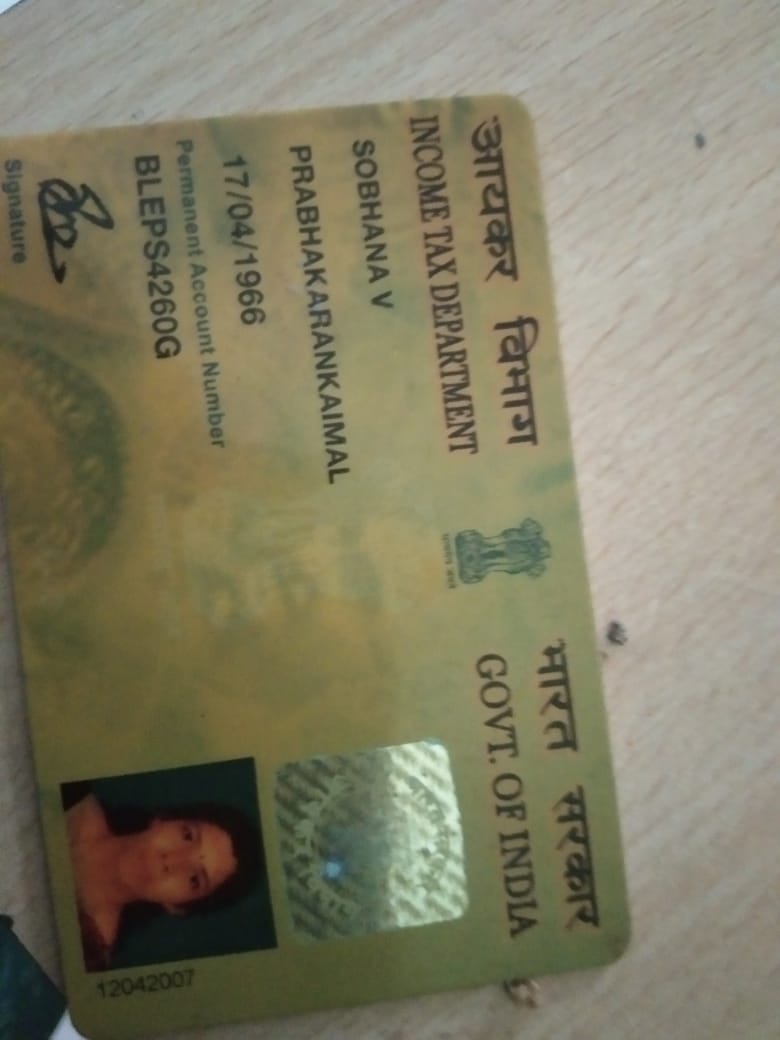 आयकर विभाग
INCOME TAX DEPARTMENT
भारत सरकार
GOVT. OF INDIA
SOBHANA V
PRABHAKARANKAIMAL
17/04/1966
Permanent Account Number
BLEPS4260G
Signature
12042007